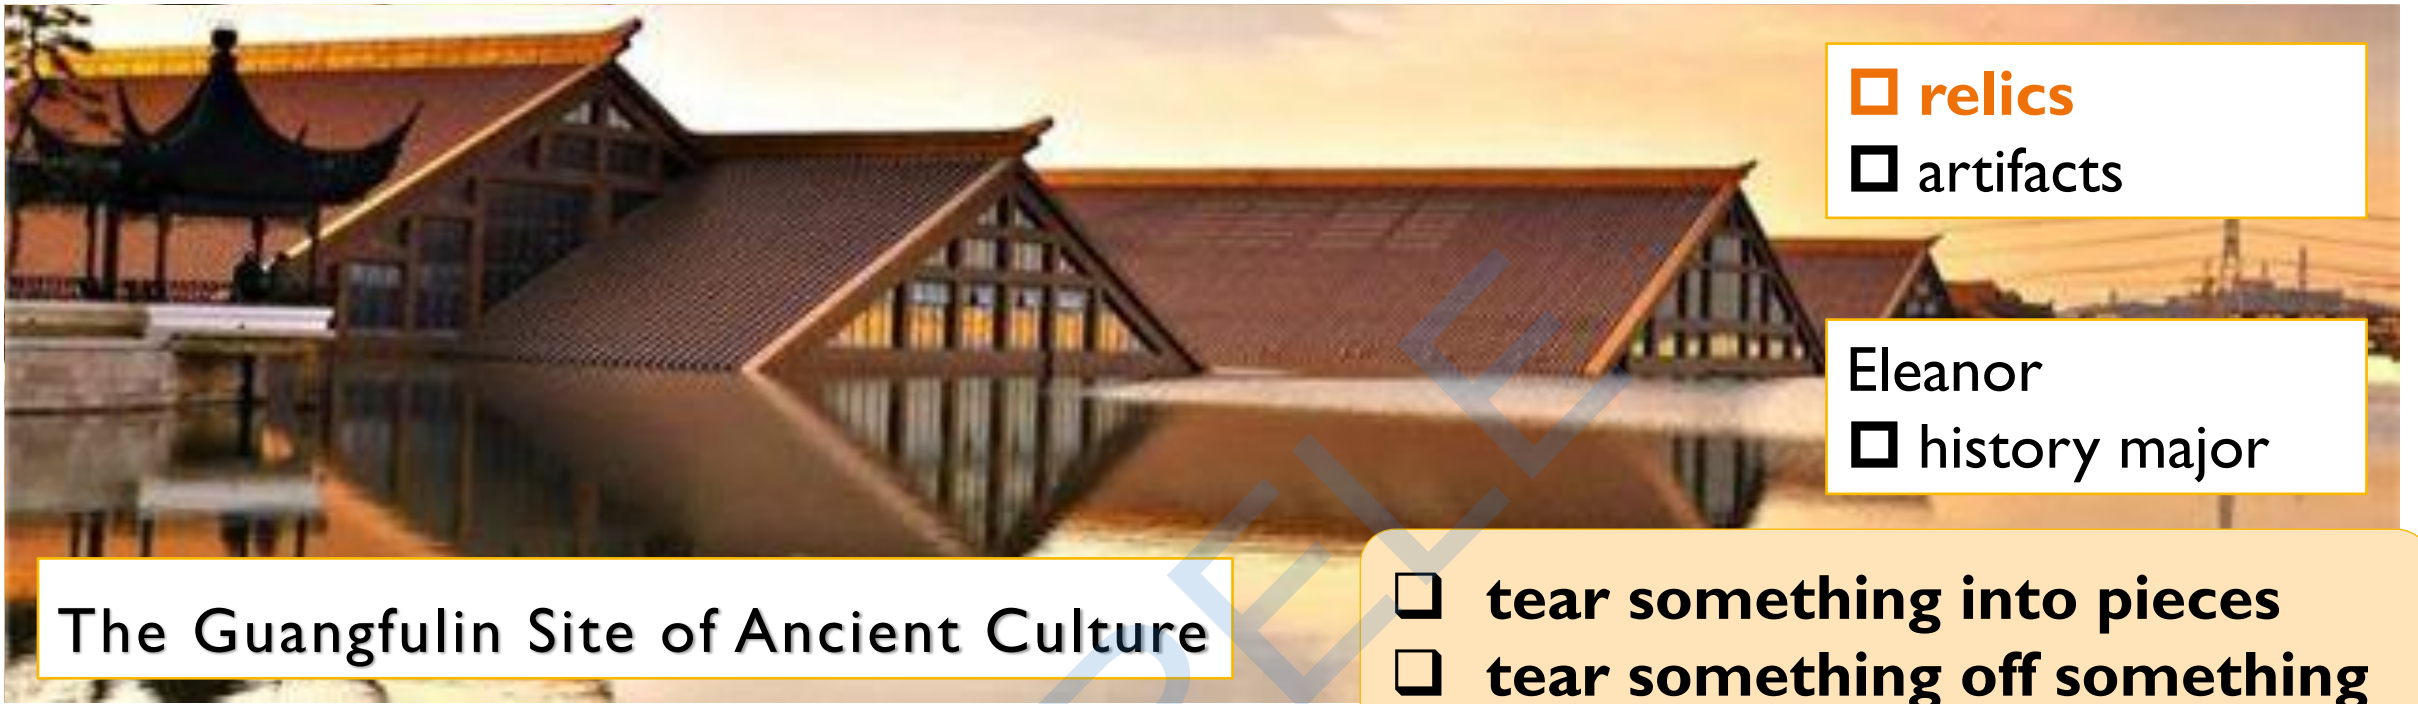 relics
artifacts
Eleanor
history major
The Guangfulin Site of Ancient Culture
tear something into pieces
tear something off something
PELE